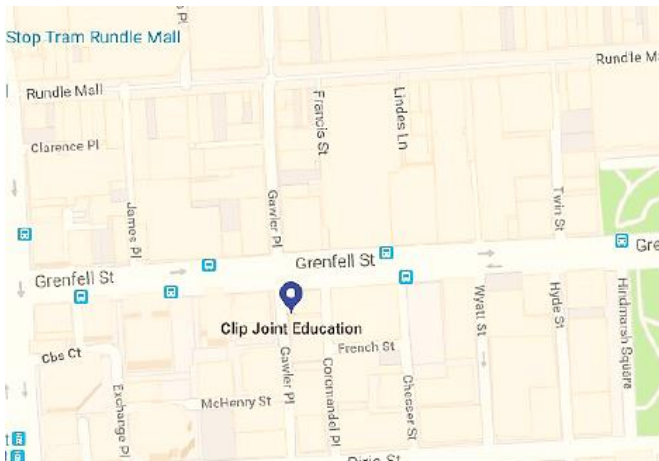 Pl
Stop Tram Rundle Mall
Rundle Ma
Rundle Mall
Francis St
Lindes Ln
Clarence Pl
James Pl
Gawler Pl
Twin St
Grenfell St
Gre
Grenfell St
Clip Joint Education
Wyatt St
Hyde St
Hindmarsh Square
Cbs Ct
French St
Exchange Pl
Gawler Pl
Coromandel Pl
Chesser St
McHenry St
t
Pirie St